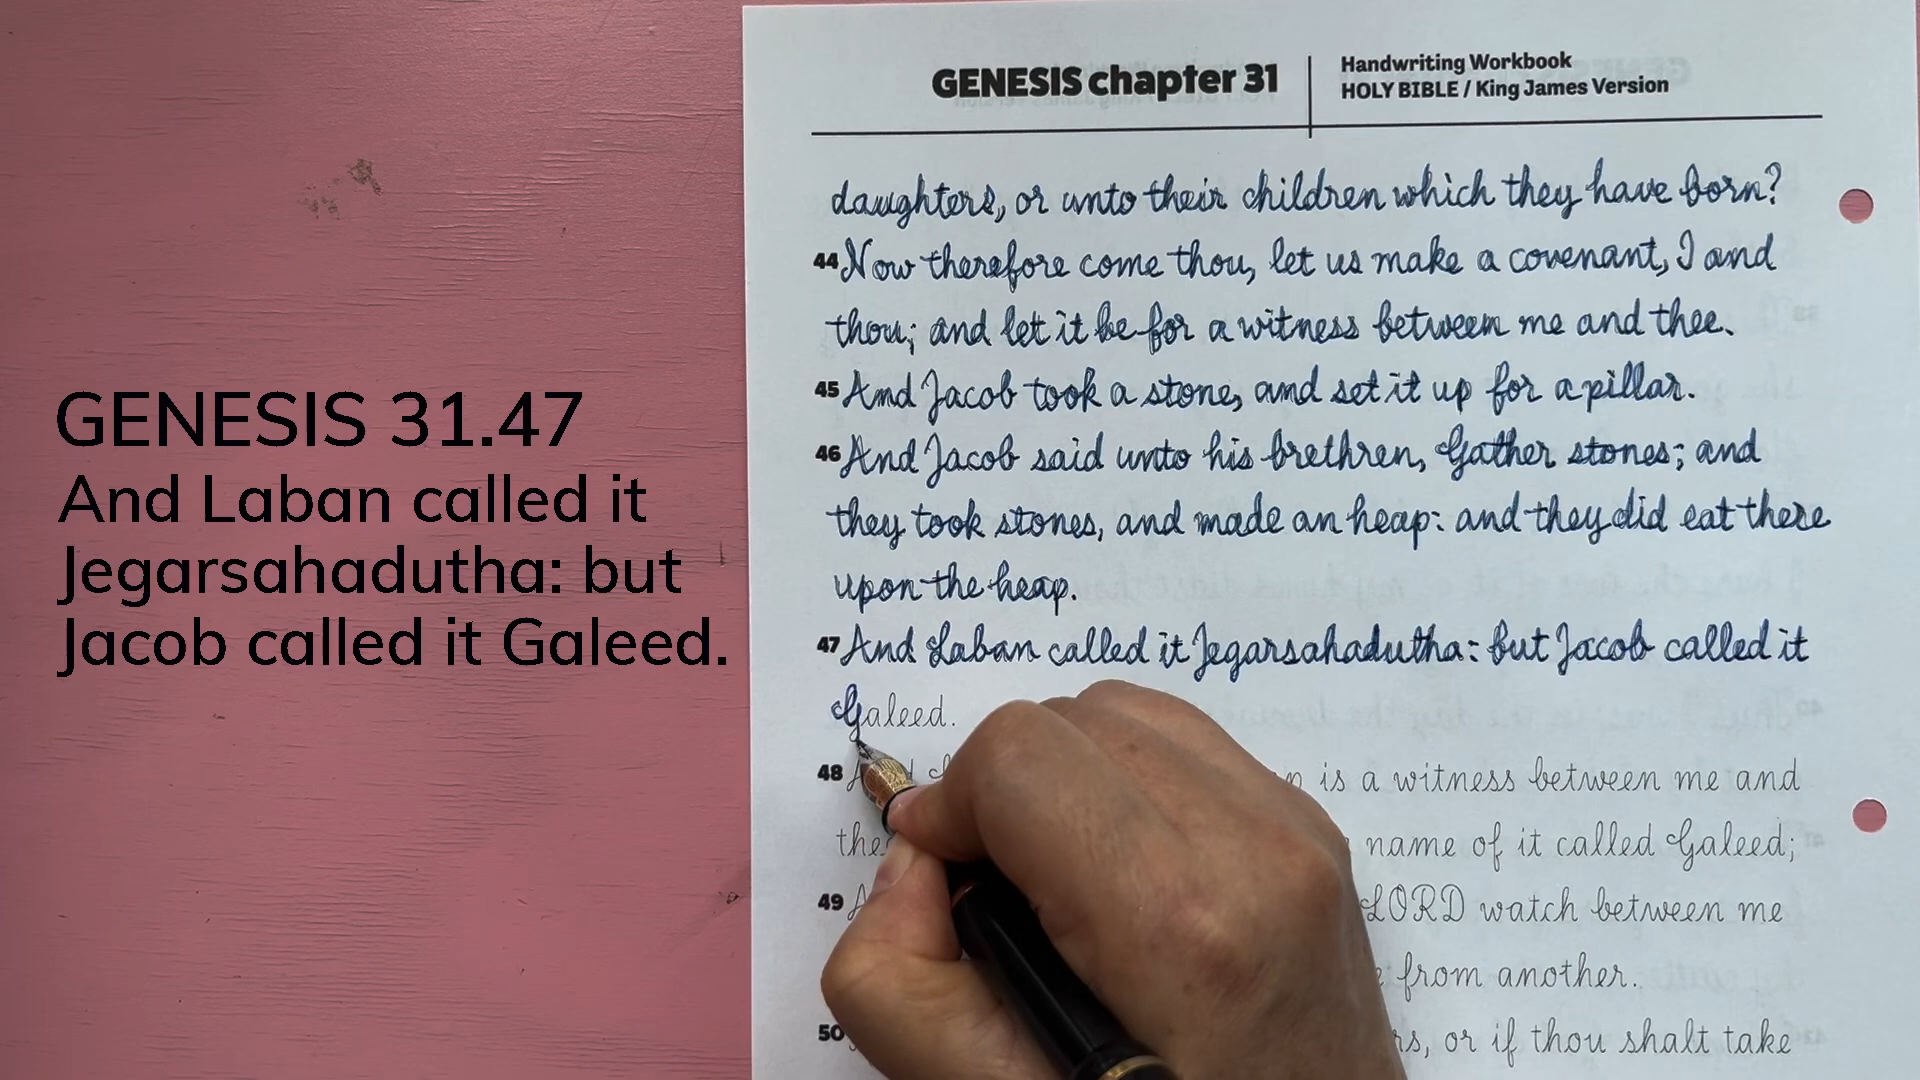 GENESIS 31.47
And Laban called it
Jegarsahadutha: but
Jacob called it Galeed.
GENESIS chapter 31
Handwriting Workbook
HOLY BIBLE / King James Version
daughters, or unto their children which they have born?
44 Now therefore come thou, let us make a covenant, I and
thou; and let it be for a witness between me and thee.
45 And Jacob took a stone, and set it up for a pillar.
46 And Jacob said unto his brethren, Gather stones; and
they took stones, and made an heap: and they did eat there
upon the heap.
47 And Laban called it Jegarsahadutha: but Jacob called it
Galeed.
48 is a witness between me and
name of it called Galeed;
49 LORD watch between me
from another.
50 or if thou shalt take